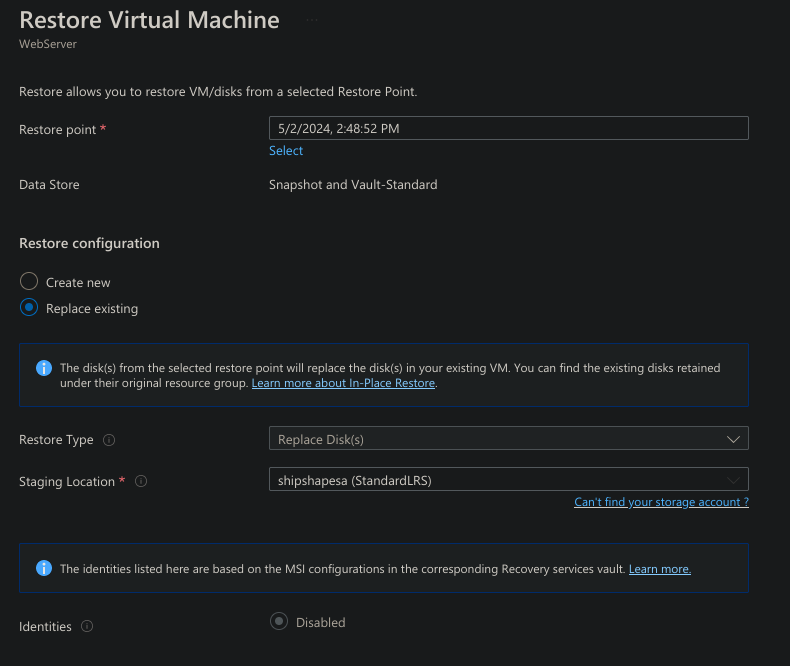 Restore Virtual Machine ...
WebServer
Restore allows you to restore VM/disks from a selected Restore Point.
Restore point *
5/2/2024, 2:48:52 PM
Select
Data Store
Snapshot and Vault-Standard
Restore configuration
Create new
Replace existing
The disk(s) from the selected restore point will replace the disk(s) in your existing VM. You can find the existing disks retained
under their original resource group. Learn more about In-Place Restore.
Restore Type
Replace Disk(s)
Staging Location *
shipshapesa (StandardLRS)
Can't find your storage account ?
The identities listed here are based on the MSI configurations in the corresponding Recovery services vault. Learn more.
Identities
Disabled